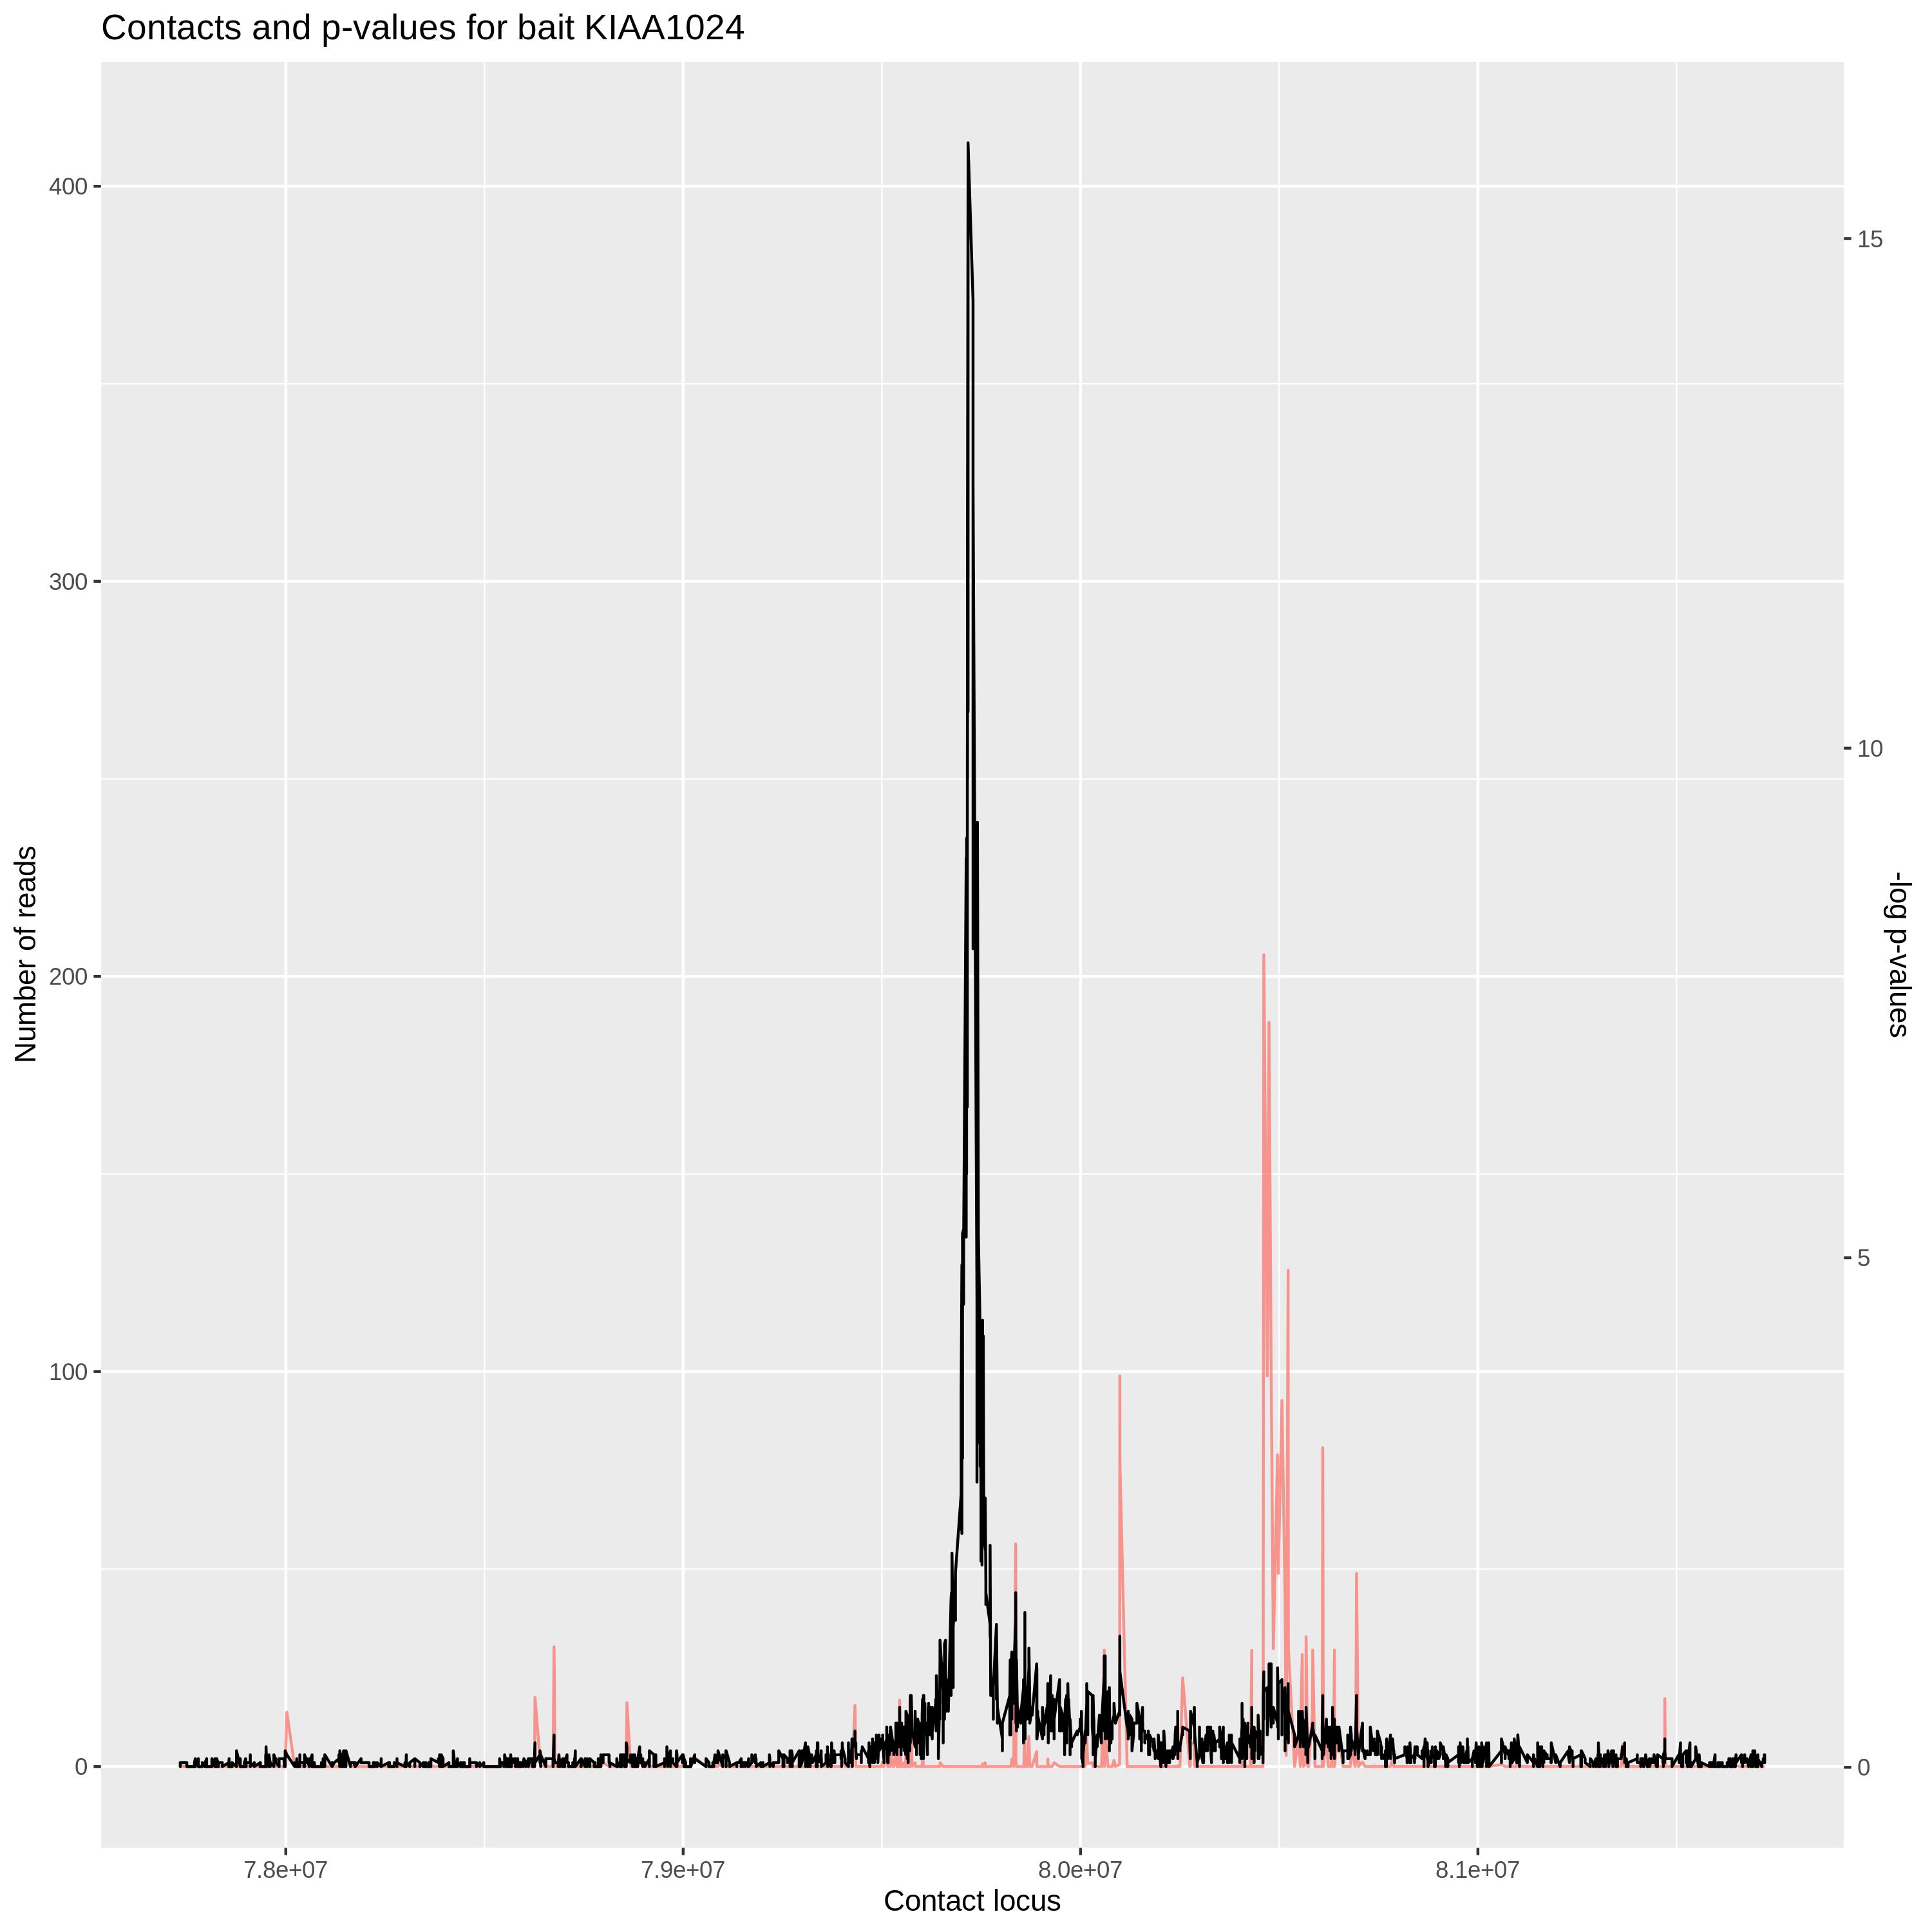 Contacts and p-values for bait KIAA1024
Number of reads
400
300
200
100
0
15
10
5
0
-log p-values
7.8e+07
7.9e+07
8.0e+07
8.1e+07
Contact locus